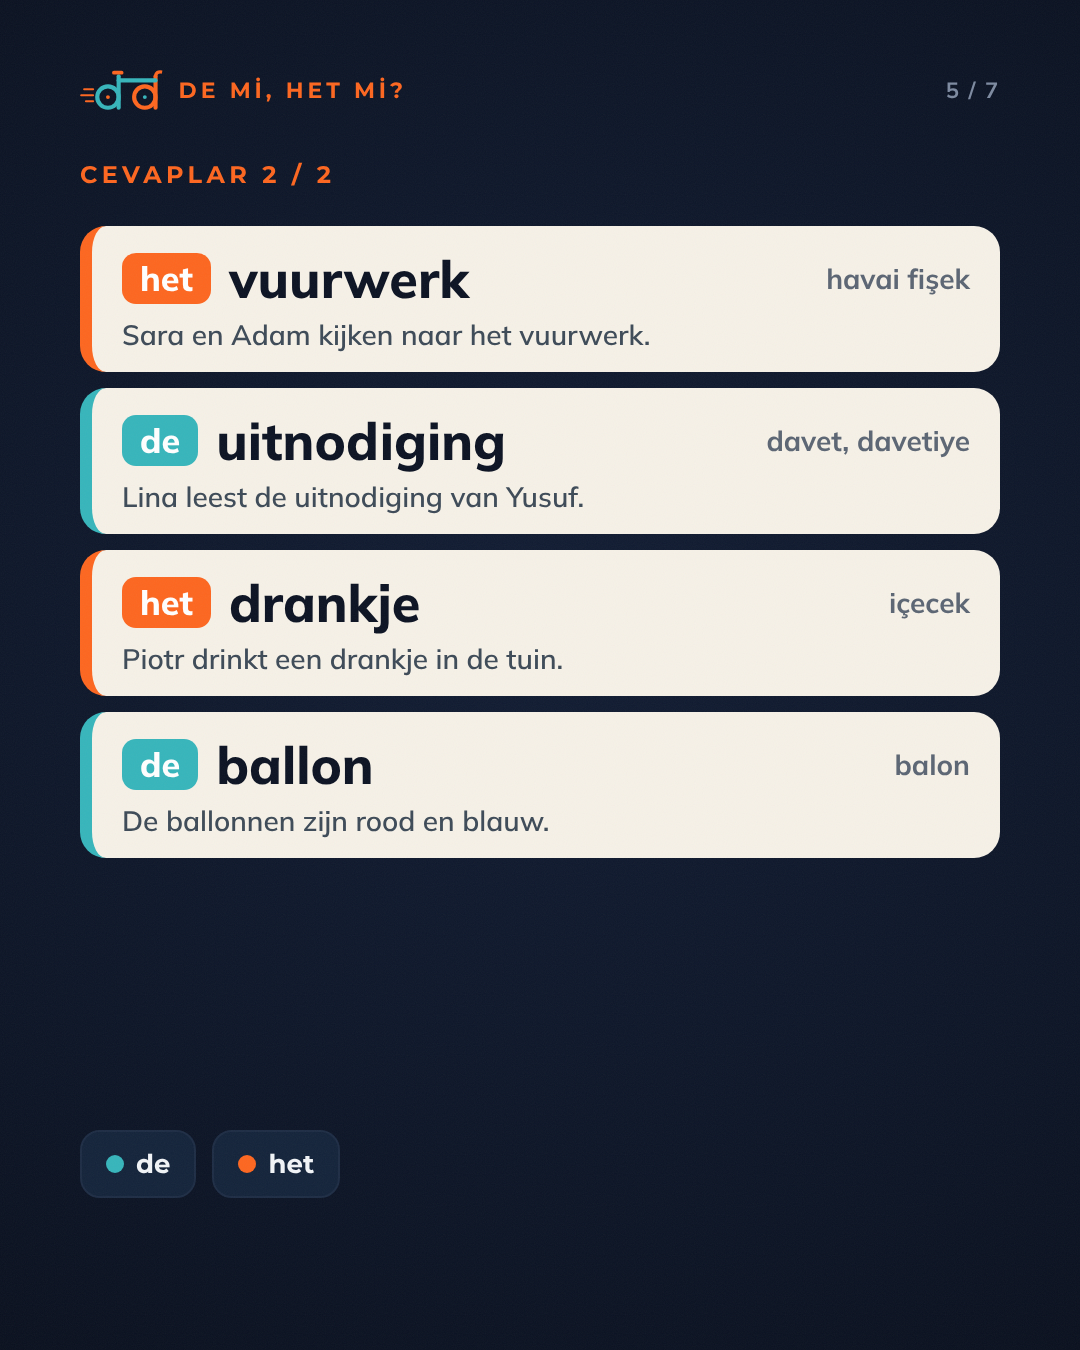 DE Mİ, HET Mİ?
5 / 7
CEVAPLAR 2 / 2
het vuurwerk havai fişek
Sara en Adam kijken naar het vuurwerk.
de uitnodiging davet, davetiye
Lina leest de uitnodiging van Yusuf.
het drankje içecek
Piotr drinkt een drankje in de tuin.
de ballon balon
De ballonnen zijn rood en blauw.
de het